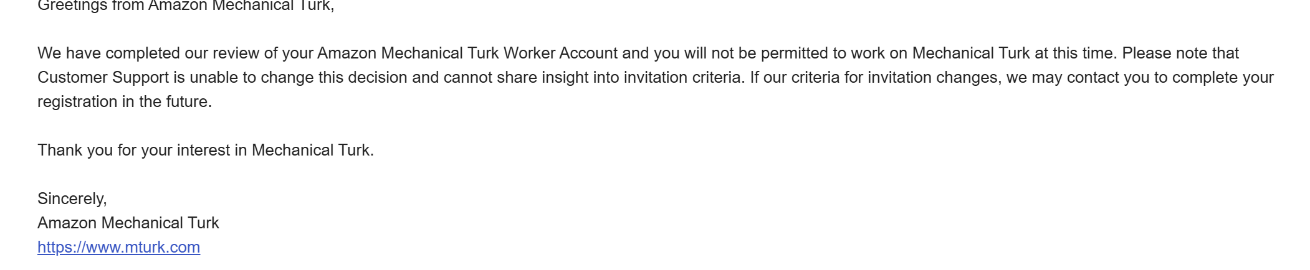 Greetings from Amazon Mechanical Turk,
We have completed our review of your Amazon Mechanical Turk Worker Account and you will not be permitted to work on Mechanical Turk at this time. Please note that
Customer Support is unable to change this decision and cannot share insight into invitation criteria. If our criteria for invitation changes, we may contact you to complete your
registration in the future.
Thank you for your interest in Mechanical Turk.
Sincerely,
Amazon Mechanical Turk
https://www.mturk.com